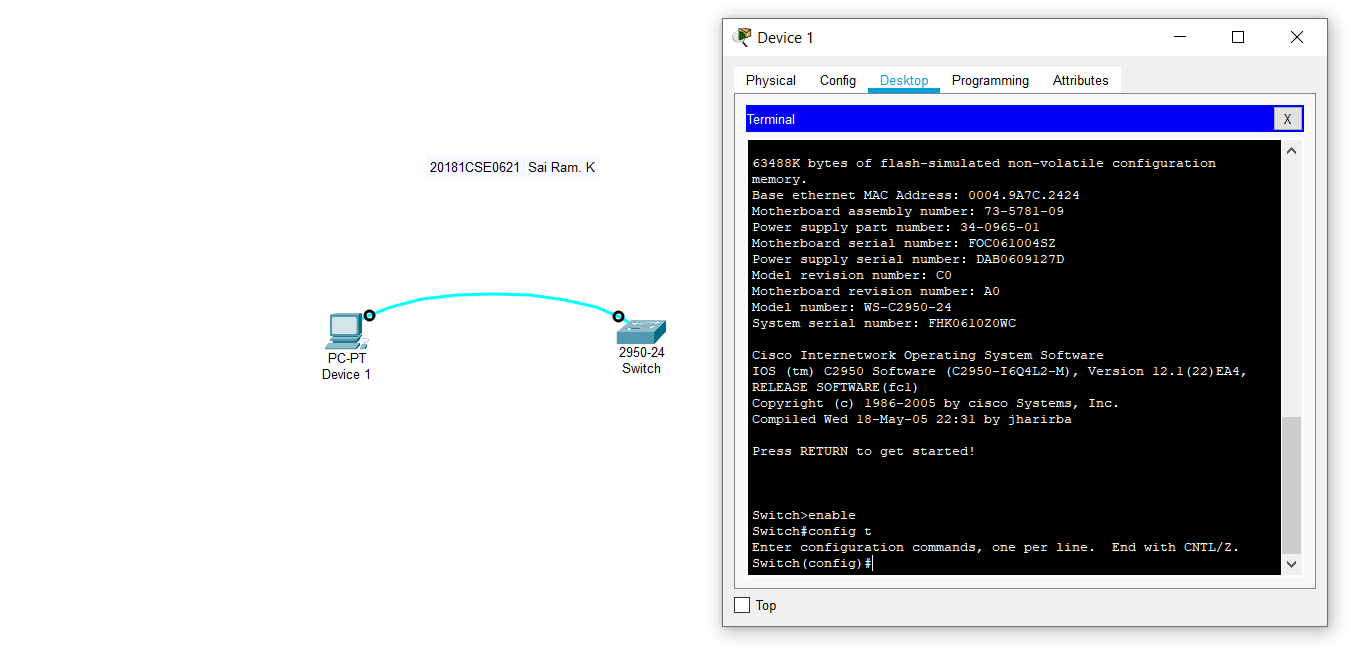 20181CSE0621  Sai Ram. K
PC-PT
Device 1
2950-24
Switch
Device 1
Physical Config Desktop Programming Attributes
Terminal X
63488K bytes of flash-simulated non-volatile configuration
memory.
Base ethernet MAC Address: 0004.9A7C.2424
Motherboard assembly number: 73-5781-09
Power supply part number: 34-0965-01
Motherboard serial number: FOC061004SZ
Power supply serial number: DAB0609127D
Model revision number: C0
Motherboard revision number: A0
Model number: WS-C2950-24
System serial number: FHK0610Z0WC
Cisco Internetwork Operating System Software
IOS (tm) C2950 Software (C2950-I6Q4L2-M), Version 12.1(22)EA4,
RELEASE SOFTWARE(fc1)
Copyright (c) 1986-2005 by cisco Systems, Inc.
Compiled Wed 18-May-05 22:31 by jharirba
Press RETURN to get started!
Switch>enable
Switch#config t
Enter configuration commands, one per line.  End with CNTL/Z.
Switch(config)#
Top